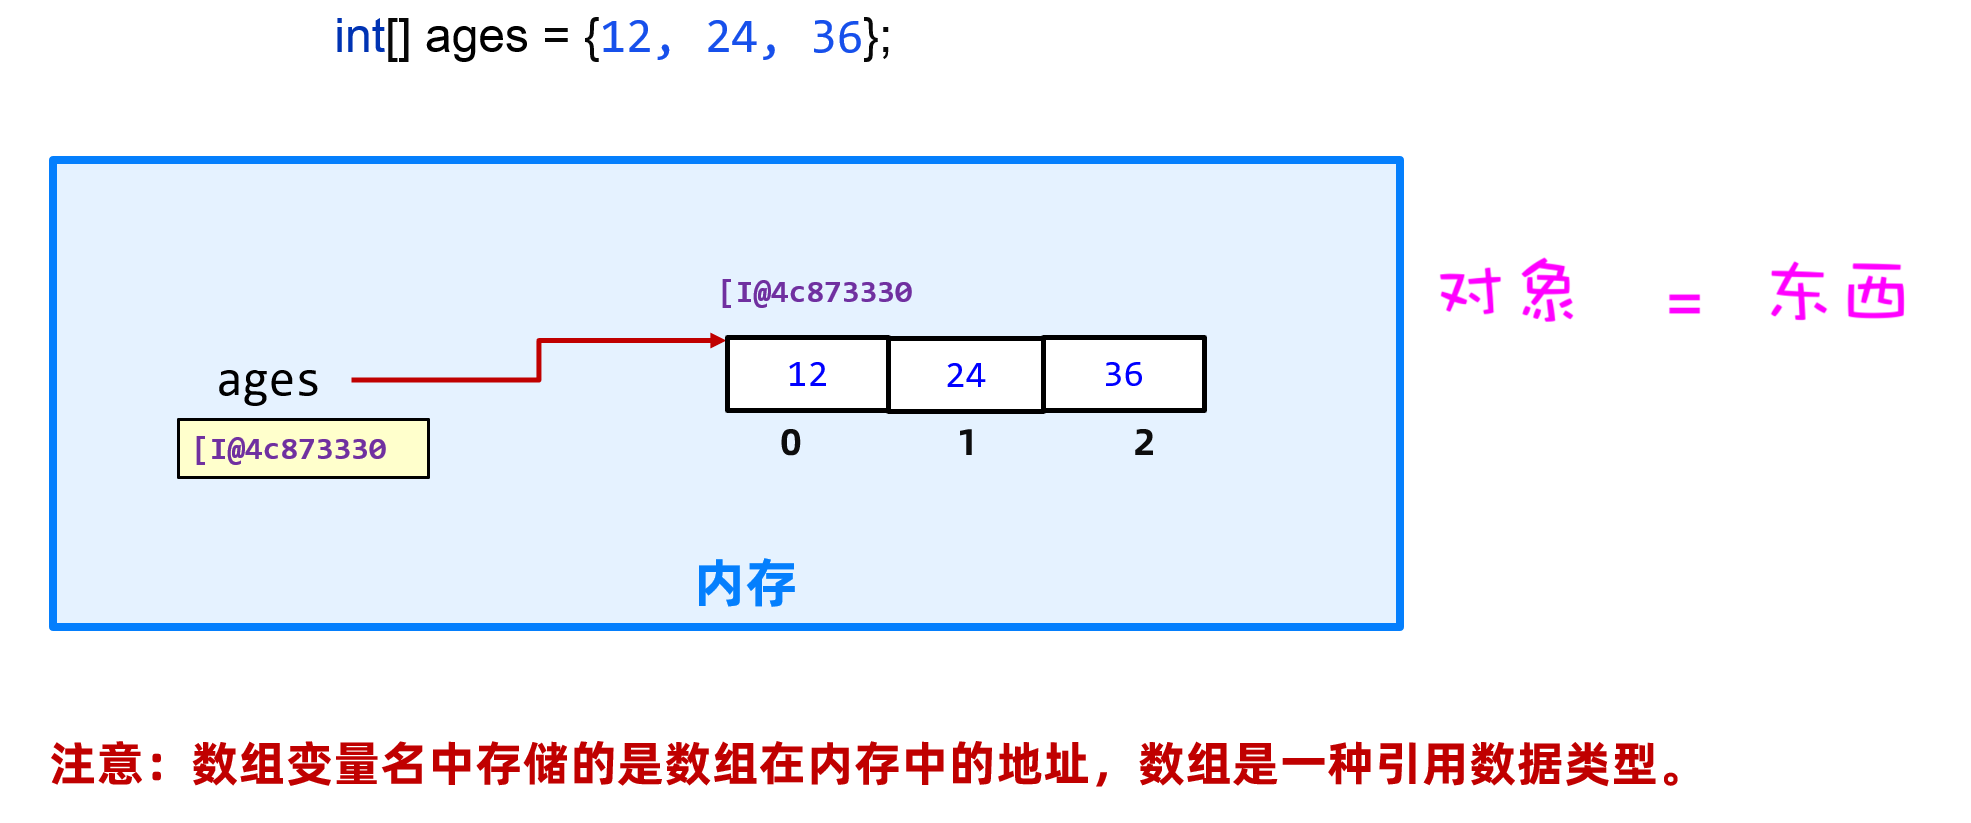 int[] ages = {12, 24, 36};
[I@4c873330
对象 = 东西
ages
12 24 36
[I@4c873330
0 1 2
内存
注意：数组变量名中存储的是数组在内存中的地址，数组是一种引用数据类型。